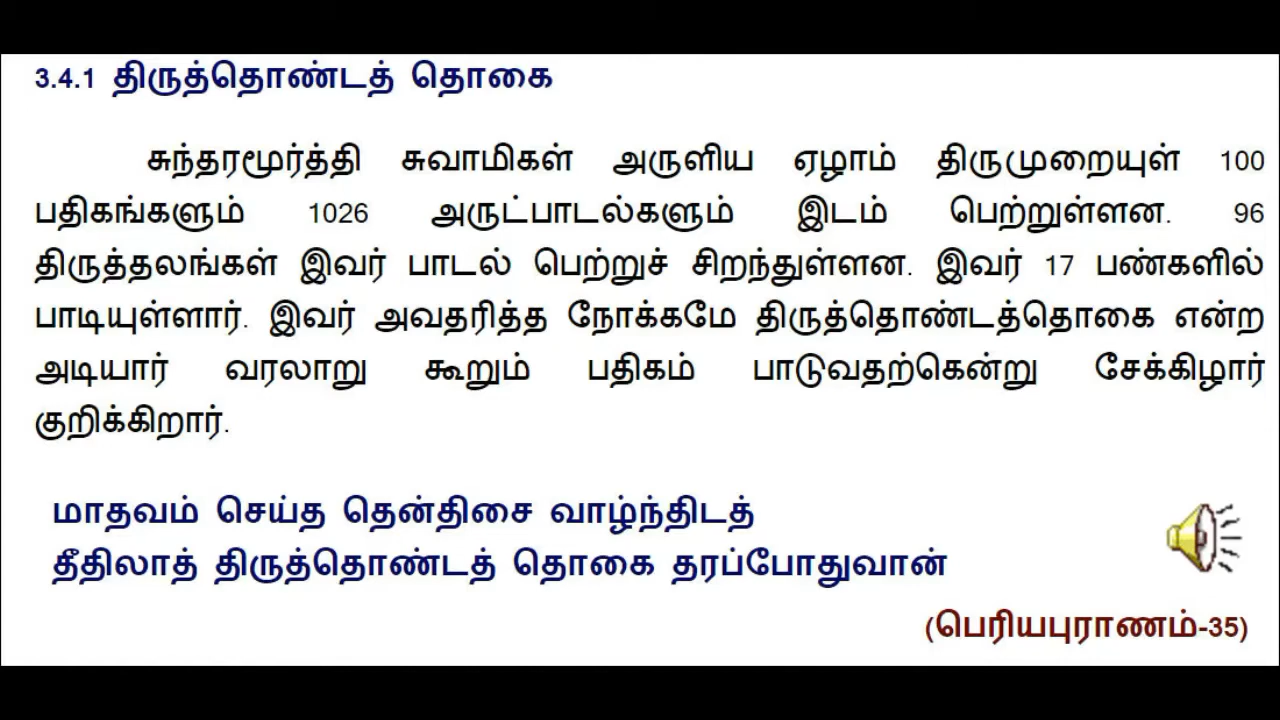 3.4.1 திருத்தொண்டத் தொகை
சுந்தரமூர்த்தி சுவாமிகள் அருளிய ஏழாம் திருமுறையுள் 100
பதிகங்களும் 1026 அருட்பாடல்களும் இடம் பெற்றுள்ளன. 96
திருத்தலங்கள் இவர் பாடல் பெற்றுச் சிறந்துள்ளன. இவர் 17 பண்களில்
பாடியுள்ளார். இவர் அவதரித்த நோக்கமே திருத்தொண்டத்தொகை என்ற
அடியார் வரலாறு கூறும் பதிகம் பாடுவதற்கென்று சேக்கிழார்
குறிக்கிறார்.
மாதவம் செய்த தென்திசை வாழ்ந்திடத்
தீதிலாத் திருத்தொண்டத் தொகை தரப்போதுவான்
(பெரியபுராணம்-35)